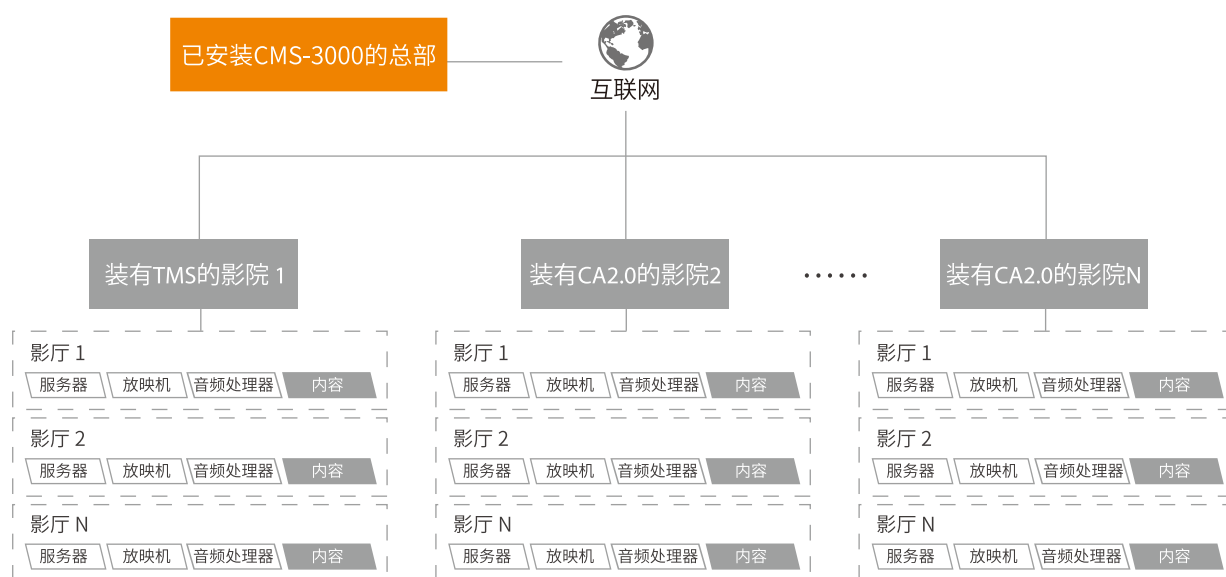 已安装CMS-3000的总部
互联网
装有TMS的影院 1
装有CA2.0的影院2
······
装有CA2.0的影院N
影厅 1
服务器 放映机 音频处理器 内容
影厅 2
服务器 放映机 音频处理器 内容
影厅 N
服务器 放映机 音频处理器 内容
影厅 1
服务器 放映机 音频处理器 内容
影厅 2
服务器 放映机 音频处理器 内容
影厅 N
服务器 放映机 音频处理器 内容
影厅 1
服务器 放映机 音频处理器 内容
影厅 2
服务器 放映机 音频处理器 内容
影厅 N
服务器 放映机 音频处理器 内容